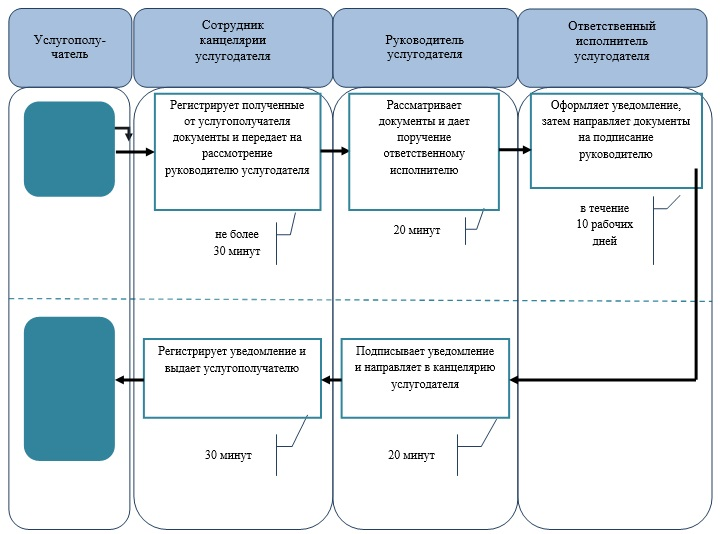 Услугополу-
чатель
Сотрудник
канцелярии
услугодателя
Руководитель
услугодателя
Ответственный
исполнитель
услугодателя
Регистрирует полученные
от услугополучателя
документы и передает на
рассмотрение
руководителю услугодателя
Рассматривает
документы и дает
поручение
ответственному
исполнителю
Оформляет уведомление,
затем направляет документы
на подписание
руководителю
не более
30 минут
20 минут
в течение
10 рабочих
дней
Регистрирует уведомление и
выдает услугополучателю
Подписывает уведомление
и направляет в канцелярию
услугодателя
30 минут
20 минут